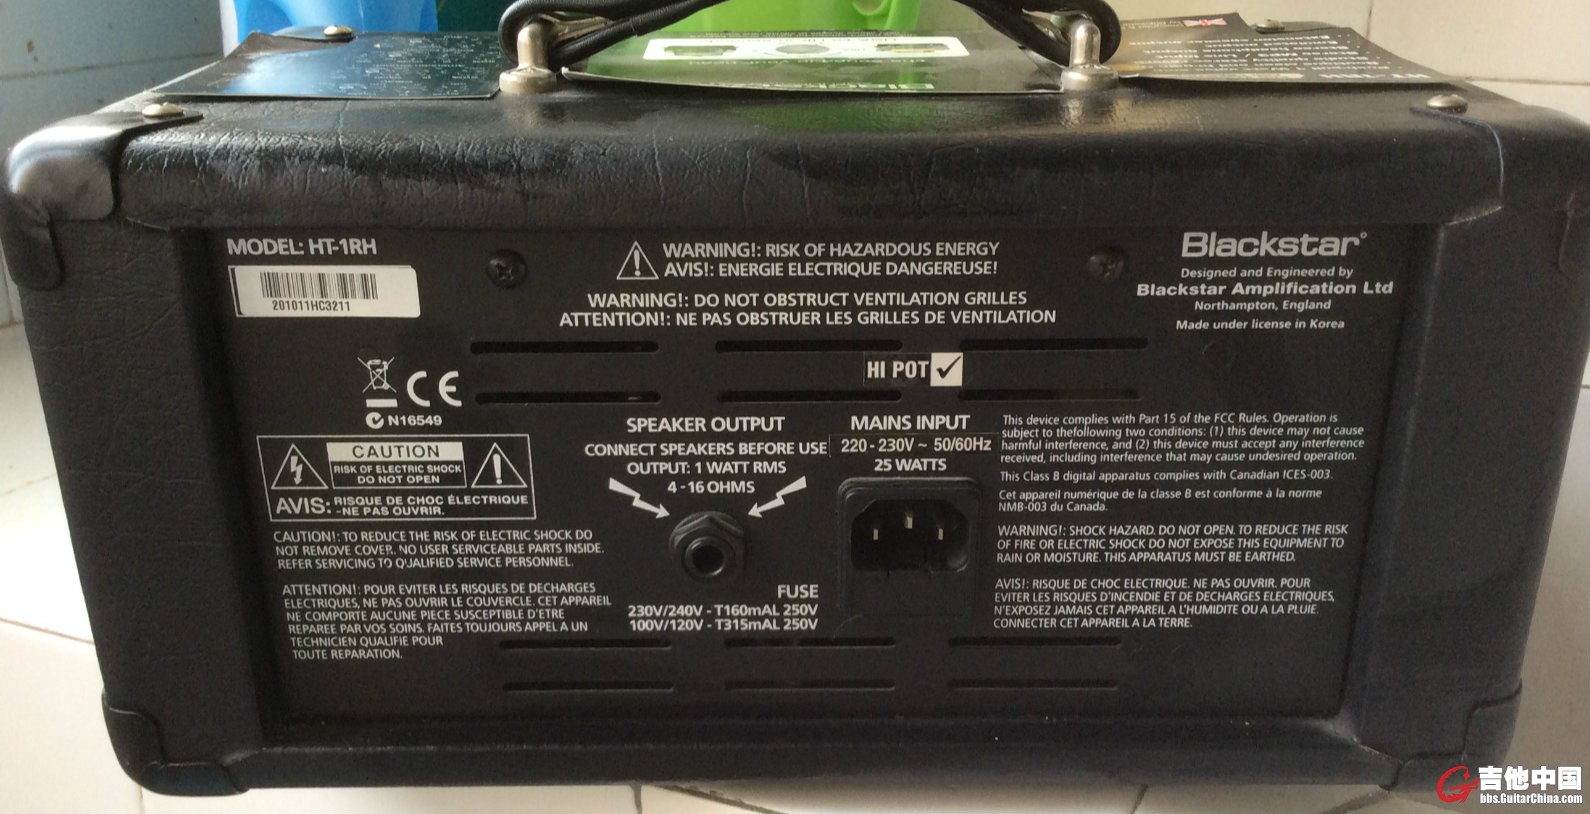 MODEL: HT-1RH
201011HC3211
WARNING!: RISK OF HAZARDOUS ENERGY
AVIS!: ENERGIE ELECTRIQUE DANGEREUSE!
WARNING!: DO NOT OBSTRUCT VENTILATION GRILLES
ATTENTION!: NE PAS OBSTRUER LES GRILLES DE VENTILATION
Blackstar
Designed and Engineered by
Blackstar Amplification Ltd
Northampton, England
Made under license in Korea
HI POT ✓
CE
N16549
CAUTION
RISK OF ELECTRIC SHOCK
DO NOT OPEN
AVIS: RISQUE DE CHOC ÉLECTRIQUE
-NE PAS OUVRIR.
CAUTION!: TO REDUCE THE RISK OF ELECTRIC SHOCK DO
NOT REMOVE COVER. NO USER SERVICEABLE PARTS INSIDE.
REFER SERVICING TO QUALIFIED SERVICE PERSONNEL.
ATTENTION!: POUR EVITER LES RISQUES DE DECHARGES
ELECTRIQUES, NE PAS OUVRIR LE COUVERCLE. CET APPAREIL
NE COMPORTE AUCUNE PIECE SUSCEPTIBLE D'ETRE
REPAREE PAR VOS SOINS. FAITES TOUJOURS APPEL A UN
TECHNICIEN QUALIFIE POUR
TOUTE REPARATION.
SPEAKER OUTPUT
CONNECT SPEAKERS BEFORE USE
OUTPUT: 1 WATT RMS
4 - 16 OHMS
MAINS INPUT
220 - 230V ~ 50/60Hz
25 WATTS
FUSE
230V/240V - T160mAL 250V
100V/120V - T315mAL 250V
This device complies with Part 15 of the FCC Rules. Operation is
subject to thefollowing two conditions: (1) this device may not cause
harmful interference, and (2) this device must accept any interference
received, including interference that may cause undesired operation.
This Class B digital apparatus complies with Canadian ICES-003.
Cet appareil numérique de la classe B est conforme à la norme
NMB-003 du Canada.
WARNING!: SHOCK HAZARD. DO NOT OPEN. TO REDUCE THE RISK
OF FIRE OR ELECTRIC SHOCK DO NOT EXPOSE THIS EQUIPMENT TO
RAIN OR MOISTURE. THIS APPARATUS MUST BE EARTHED.
AVIS!: RISQUE DE CHOC ELECTRIQUE. NE PAS OUVRIR. POUR
EVITER LES RISQUES D'INCENDIE ET DE DECHARGES ELECTRIQUES,
N'EXPOSEZ JAMAIS CET APPAREIL A L'HUMIDITE OU A LA PLUIE.
CONNECTER CET APPAREIL A LA TERRE.
吉他中国
bbs.GuitarChina.com